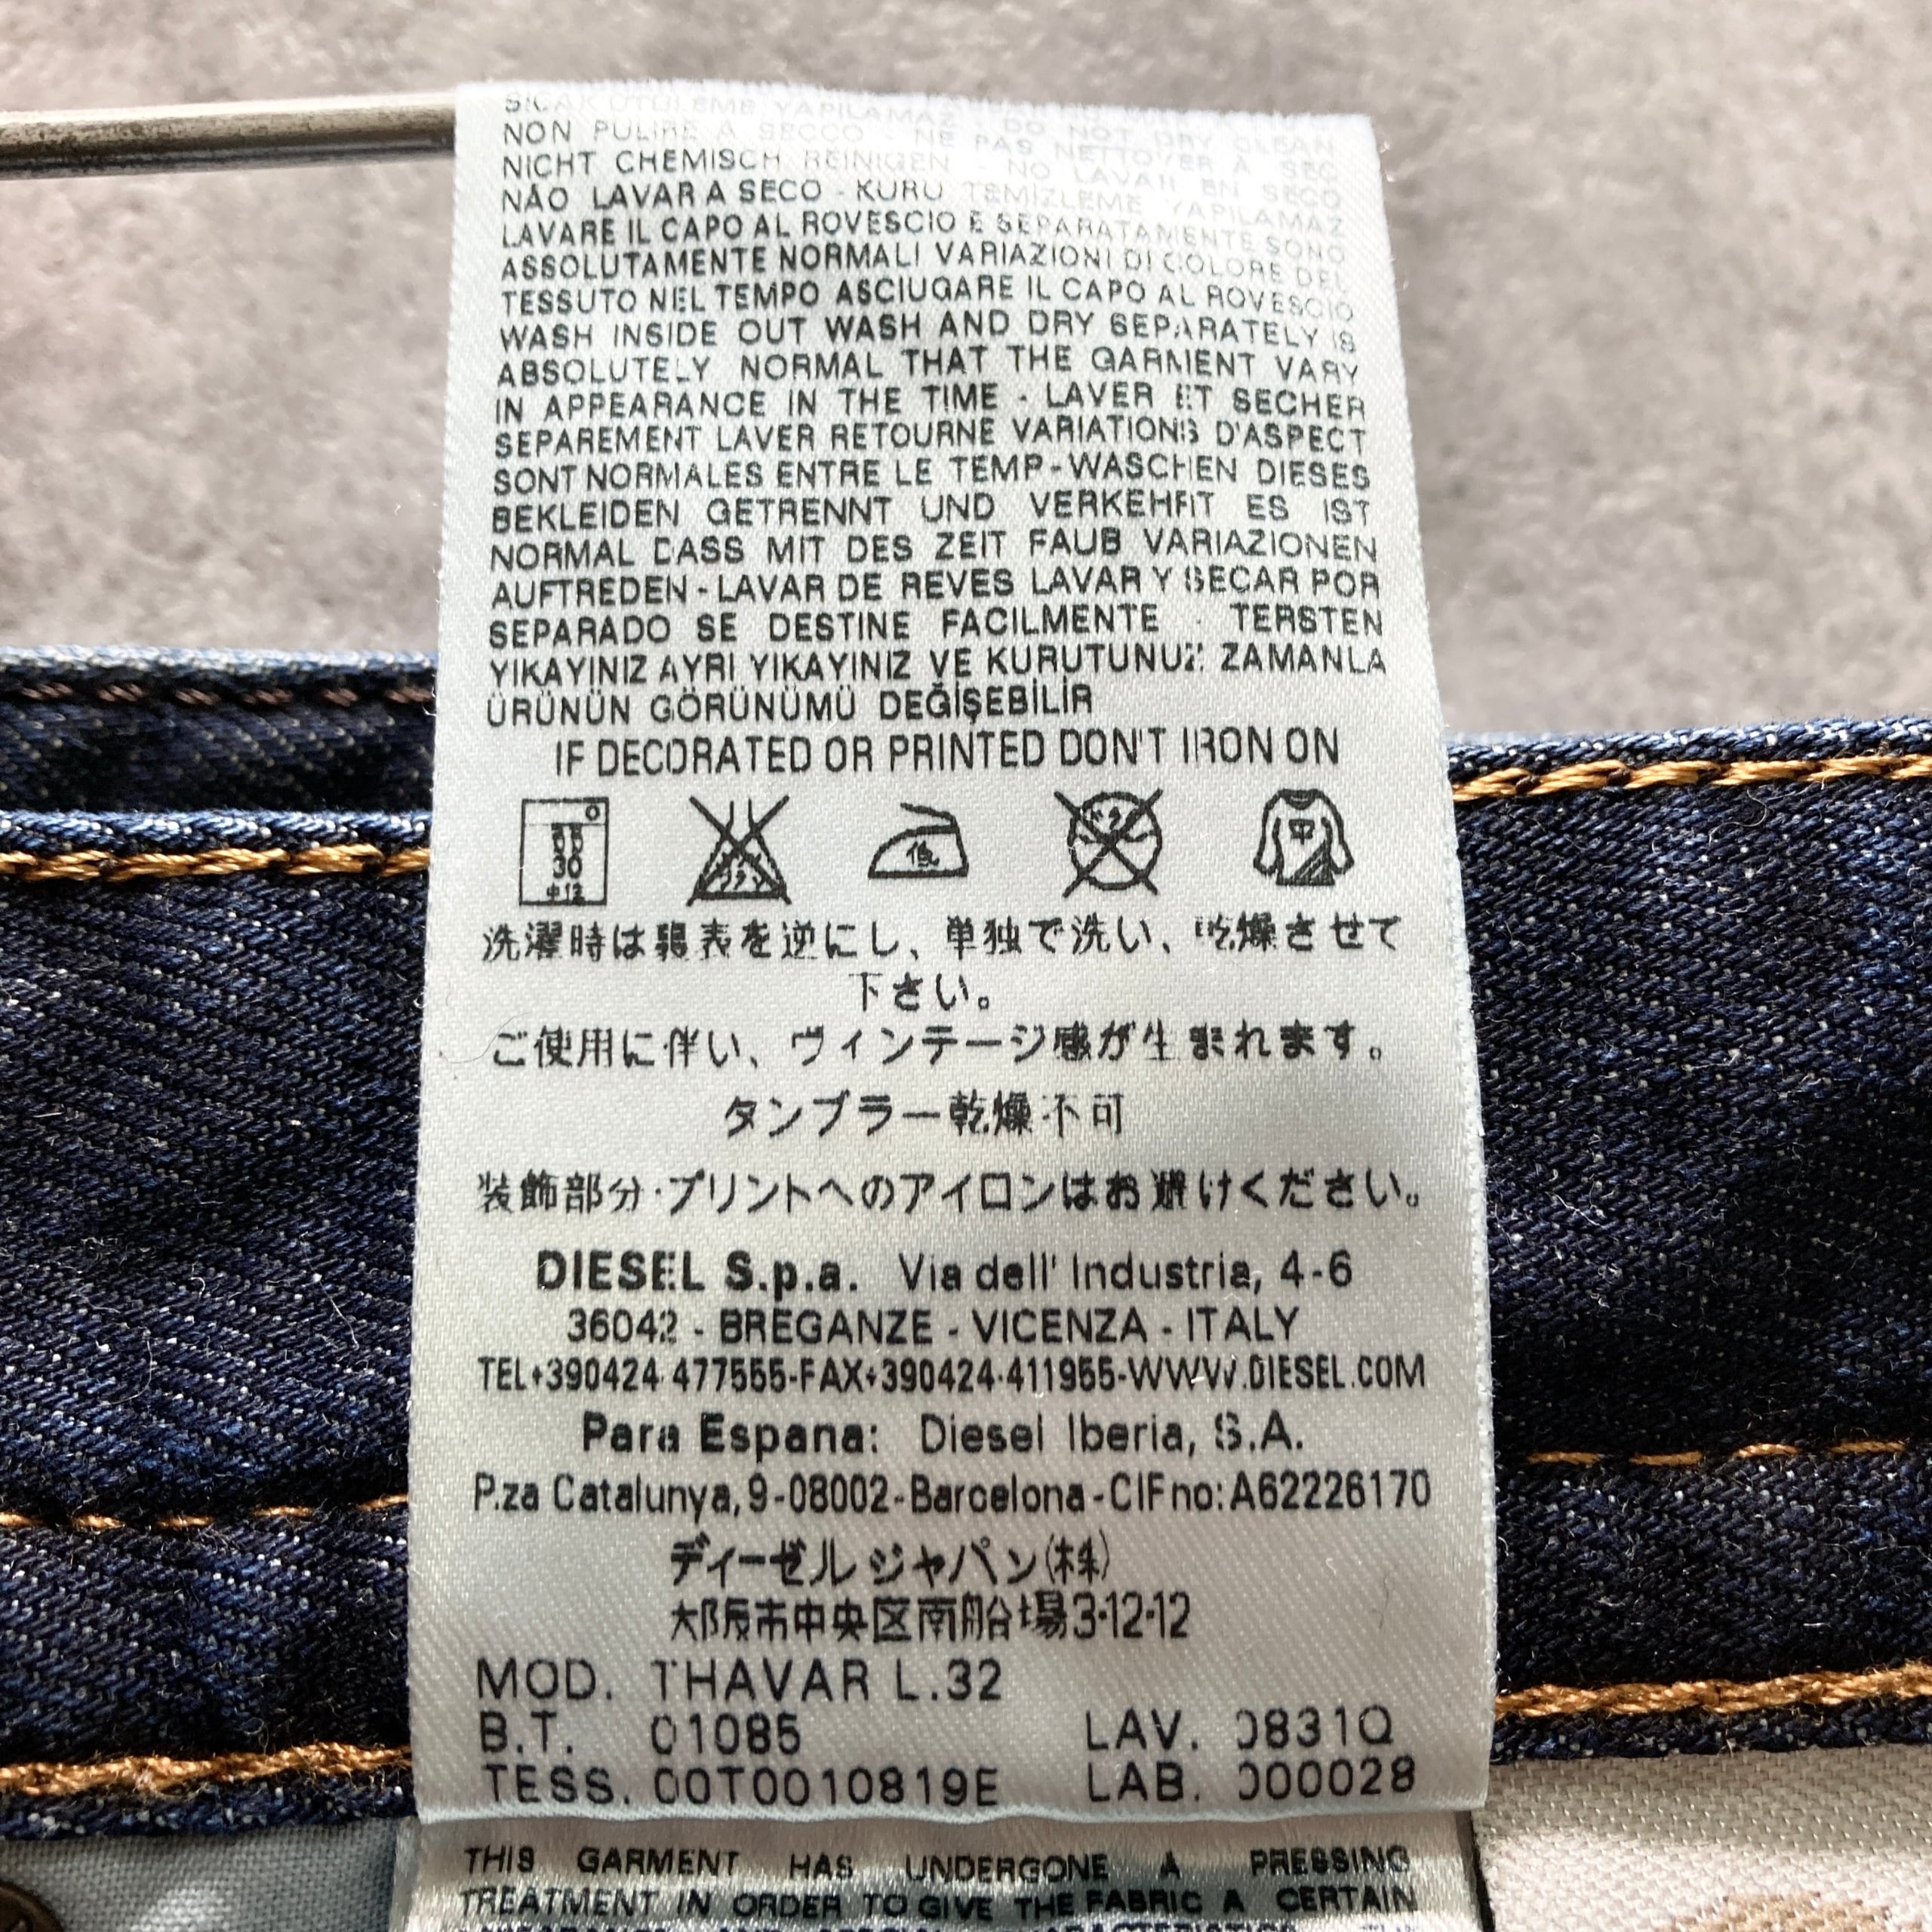 SICAK ÜTÜLEME YAPILAMAZ DO NOT DRY CLEAN
NON PULIRE A SECCO - NE PAS NETTOYER À SEC
NICHT CHEMISCH REINIGEN - NO LAVAR EN SECO
NÃO LAVAR A SECO - KURU TEMİZLEME YAPILAMAZ
LAVARE IL CAPO AL ROVESCIO E SEPARATAMENTE SONO
ASSOLUTAMENTE NORMALI VARIAZIONI DI COLORE DEL
TESSUTO NEL TEMPO ASCIUGARE IL CAPO AL ROVESCIO
WASH INSIDE OUT WASH AND DRY SEPARATELY IS
ABSOLUTELY NORMAL THAT THE GARMENT VARY
IN APPEARANCE IN THE TIME - LAVER ET SECHER
SEPAREMENT LAVER RETOURNE VARIATIONS D'ASPECT
SONT NORMALES ENTRE LE TEMP - WASCHEN DIESES
BEKLEIDEN GETRENNT UND VERKEHRT ES IST
NORMAL DASS MIT DES ZEIT FAUB VARIAZIONEN
AUFTREDEN - LAVAR DE REVES LAVAR Y SECAR POR
SEPARADO SE DESTINE FACILMENTE - TERSTEN
YIKAYINIZ AYRI YIKAYINIZ VE KURUTUNUZ ZAMANLA
ÜRÜNÜN GÖRÜNÜMÜ DEĞİŞEBİLİR
IF DECORATED OR PRINTED DON'T IRON ON
30
中12
低
中
洗濯時は裏表を逆にし、単独で洗い、乾燥させて
下さい。
ご使用に伴い、ヴィンテージ感が生まれます。
タンブラー乾燥不可
装飾部分・プリントへのアイロンはお避けください。
DIESEL S.p.a. Via dell' Industria, 4-6
36042 - BREGANZE - VICENZA - ITALY
TEL+390424-477555-FAX+390424-411955-WWW.DIESEL.COM
Para Espana: Diesel Iberia, S.A.
P.za Catalunya, 9 - 08002 - Barcelona - CIF no: A62226170
ディーゼル ジャパン(株)
大阪市中央区南船場3-12-12
MOD. THAVAR L.32
B.T. 01085 LAV. 0831Q
TESS. 00T0010819E LAB. 000028
THIS GARMENT HAS UNDERGONE A PRESSING
TREATMENT IN ORDER TO GIVE THE FABRIC A CERTAIN